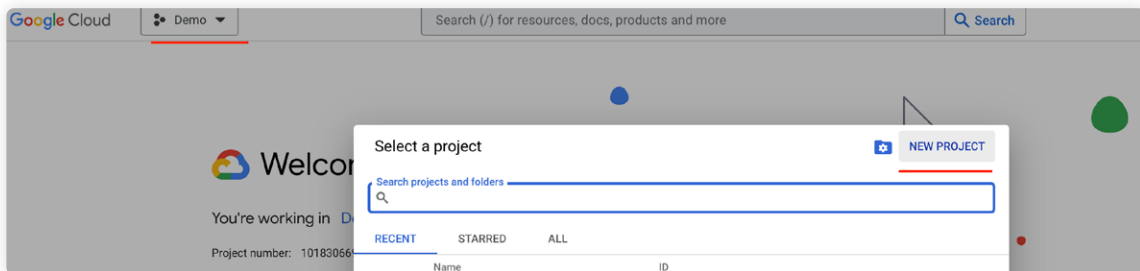 Google Cloud
Demo
Search (/) for resources, docs, products and more
Search
Select a project
NEW PROJECT
Search projects and folders
You're working in
Project number:
RECENT
STARRED
ALL
Name
ID